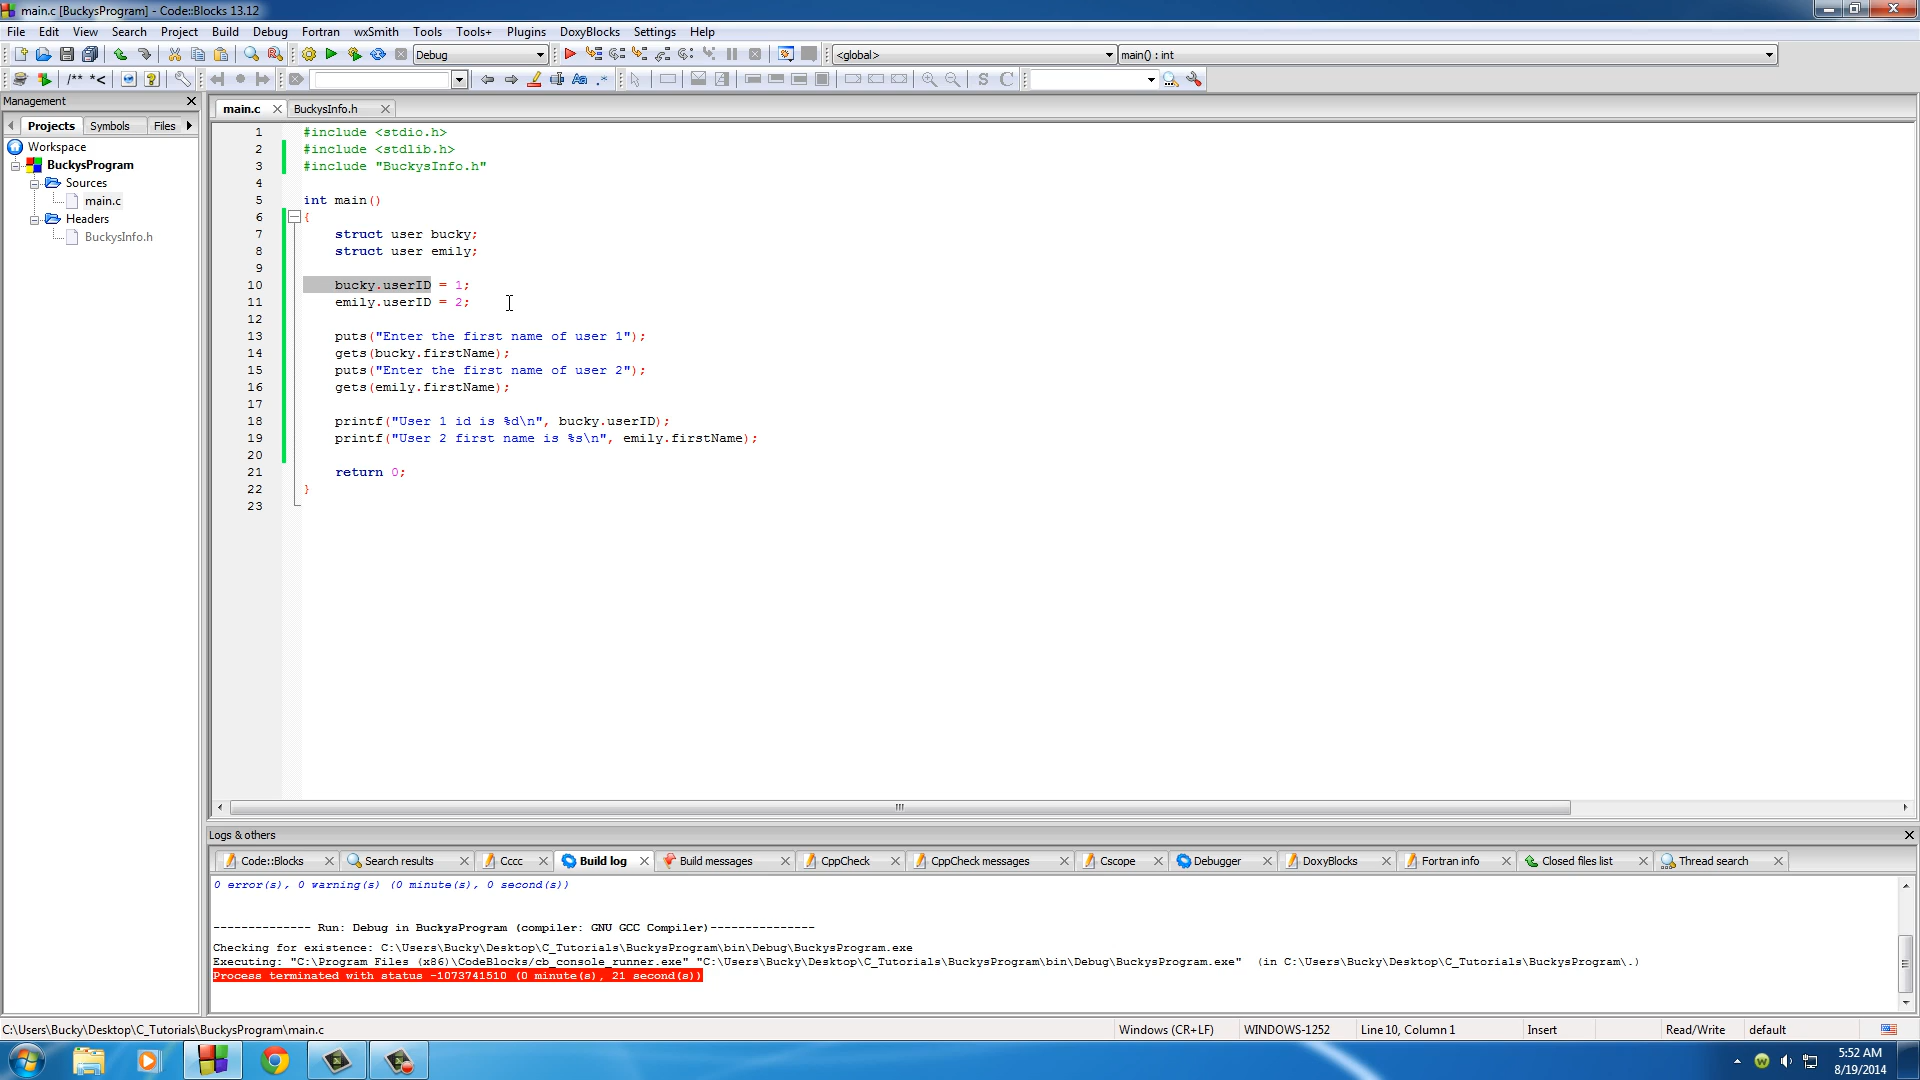 main.c [BuckysProgram] - Code::Blocks 13.12
File Edit View Search Project Build Debug Fortran wxSmith Tools Tools+ Plugins DoxyBlocks Settings Help
Debug <global> main() : int
/** *< Aa .* S C
Management
main.c BuckysInfo.h
Projects Symbols Files
Workspace
BuckysProgram
Sources
main.c
Headers
BuckysInfo.h
1 #include <stdio.h>
2 #include <stdlib.h>
3 #include "BuckysInfo.h"
4
5 int main()
6 {
7 struct user bucky;
8 struct user emily;
9
10 bucky.userID = 1;
11 emily.userID = 2;
12
13 puts("Enter the first name of user 1");
14 gets(bucky.firstName);
15 puts("Enter the first name of user 2");
16 gets(emily.firstName);
17
18 printf("User 1 id is %d\n", bucky.userID);
19 printf("User 2 first name is %s\n", emily.firstName);
20
21 return 0;
22 }
23
Logs & others
Code::Blocks Search results Cccc Build log Build messages CppCheck CppCheck messages Cscope Debugger DoxyBlocks Fortran info Closed files list Thread search
0 error(s), 0 warning(s) (0 minute(s), 0 second(s))
-------------- Run: Debug in BuckysProgram (compiler: GNU GCC Compiler)---------------
Checking for existence: C:\Users\Bucky\Desktop\C_Tutorials\BuckysProgram\bin\Debug\BuckysProgram.exe
Executing: "C:\Program Files (x86)\CodeBlocks/cb_console_runner.exe" "C:\Users\Bucky\Desktop\C_Tutorials\BuckysProgram\bin\Debug\BuckysProgram.exe" (in C:\Users\Bucky\Desktop\C_Tutorials\BuckysProgram\.)
Process terminated with status -1073741510 (0 minute(s), 21 second(s))
C:\Users\Bucky\Desktop\C_Tutorials\BuckysProgram\main.c Windows (CR+LF) WINDOWS-1252 Line 10, Column 1 Insert Read/Write default
5:52 AM
8/19/2014